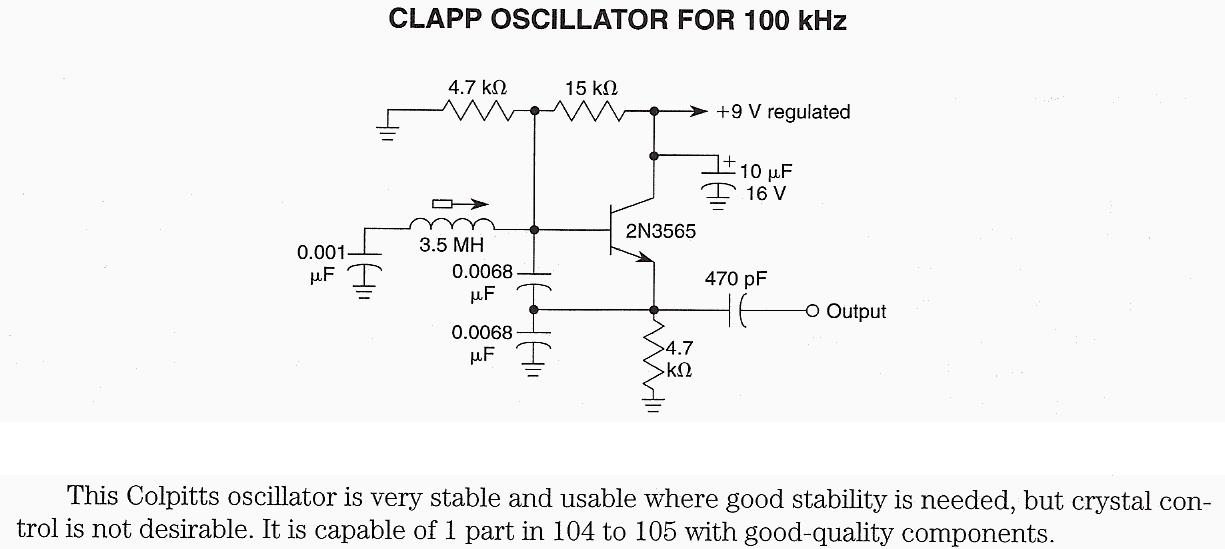 CLAPP OSCILLATOR FOR 100 kHz
4.7 kΩ
15 kΩ
+9 V regulated
+
10 µF
16 V
2N3565
3.5 MH
0.001
µF
0.0068
µF
470 pF
Output
0.0068
µF
4.7
kΩ
This Colpitts oscillator is very stable and usable where good stability is needed, but crystal con-
trol is not desirable. It is capable of 1 part in 104 to 105 with good-quality components.